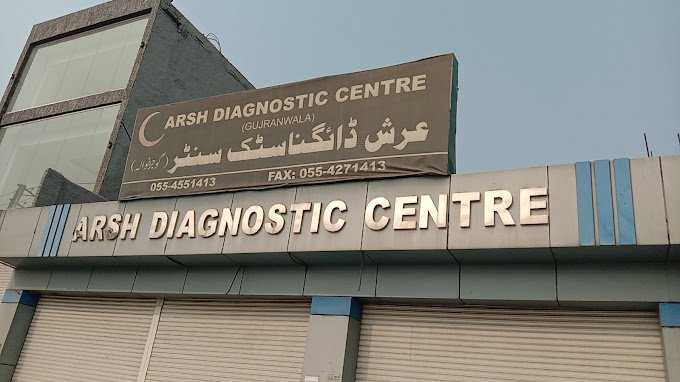 ARSH DIAGNOSTIC CENTRE
(GUJRANWALA)
عرش ڈائگناسٹک سنٹر (گوجرانوالہ)
055-4551413 FAX: 055-4271413
ARSH DIAGNOSTIC CENTRE